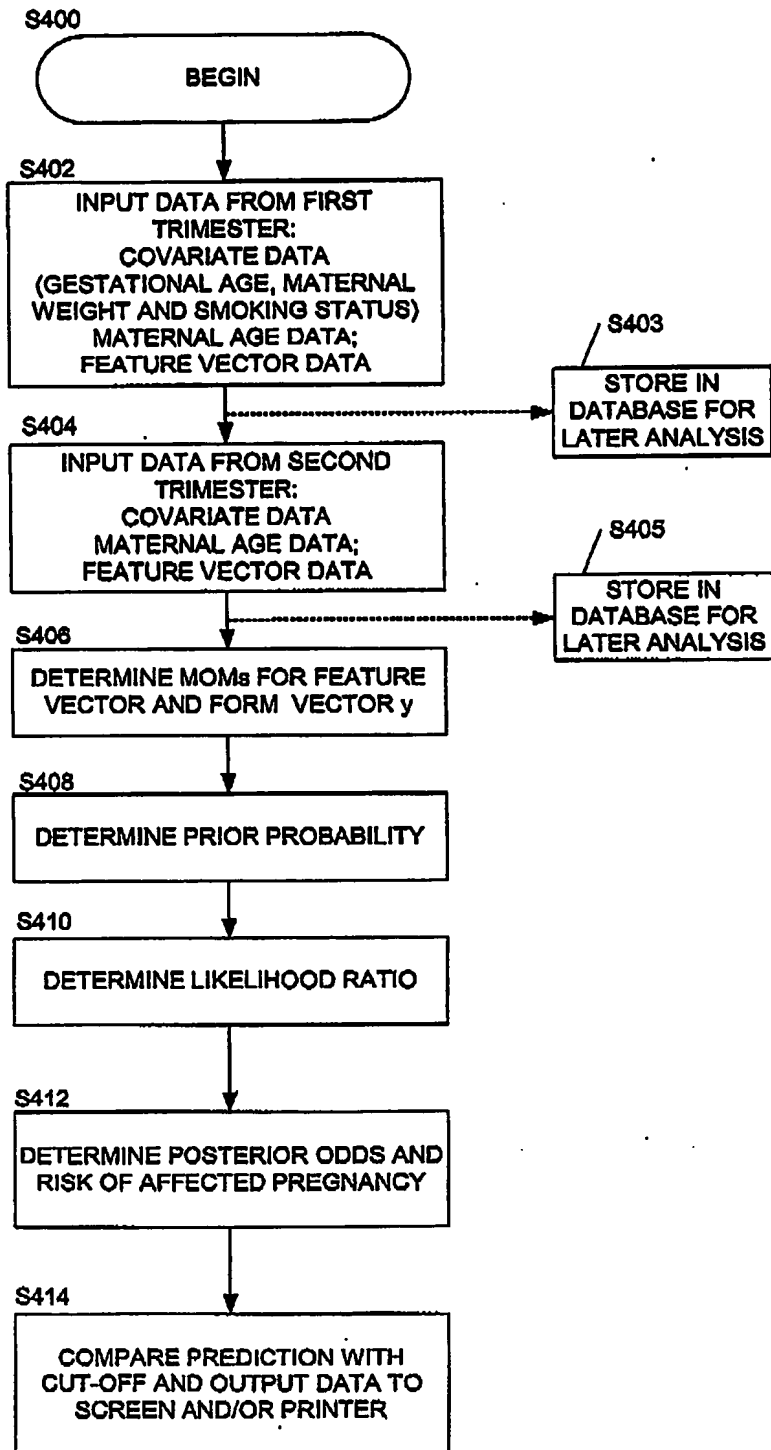 S400
BEGIN
S402
INPUT DATA FROM FIRST
TRIMESTER:
COVARIATE DATA
(GESTATIONAL AGE, MATERNAL
WEIGHT AND SMOKING STATUS)
MATERNAL AGE DATA;
FEATURE VECTOR DATA
S403
STORE IN
DATABASE FOR
LATER ANALYSIS
S404
INPUT DATA FROM SECOND
TRIMESTER:
COVARIATE DATA
MATERNAL AGE DATA;
FEATURE VECTOR DATA
S405
STORE IN
DATABASE FOR
LATER ANALYSIS
S406
DETERMINE MOMs FOR FEATURE
VECTOR AND FORM VECTOR y
S408
DETERMINE PRIOR PROBABILITY
S410
DETERMINE LIKELIHOOD RATIO
S412
DETERMINE POSTERIOR ODDS AND
RISK OF AFFECTED PREGNANCY
S414
COMPARE PREDICTION WITH
CUT-OFF AND OUTPUT DATA TO
SCREEN AND/OR PRINTER